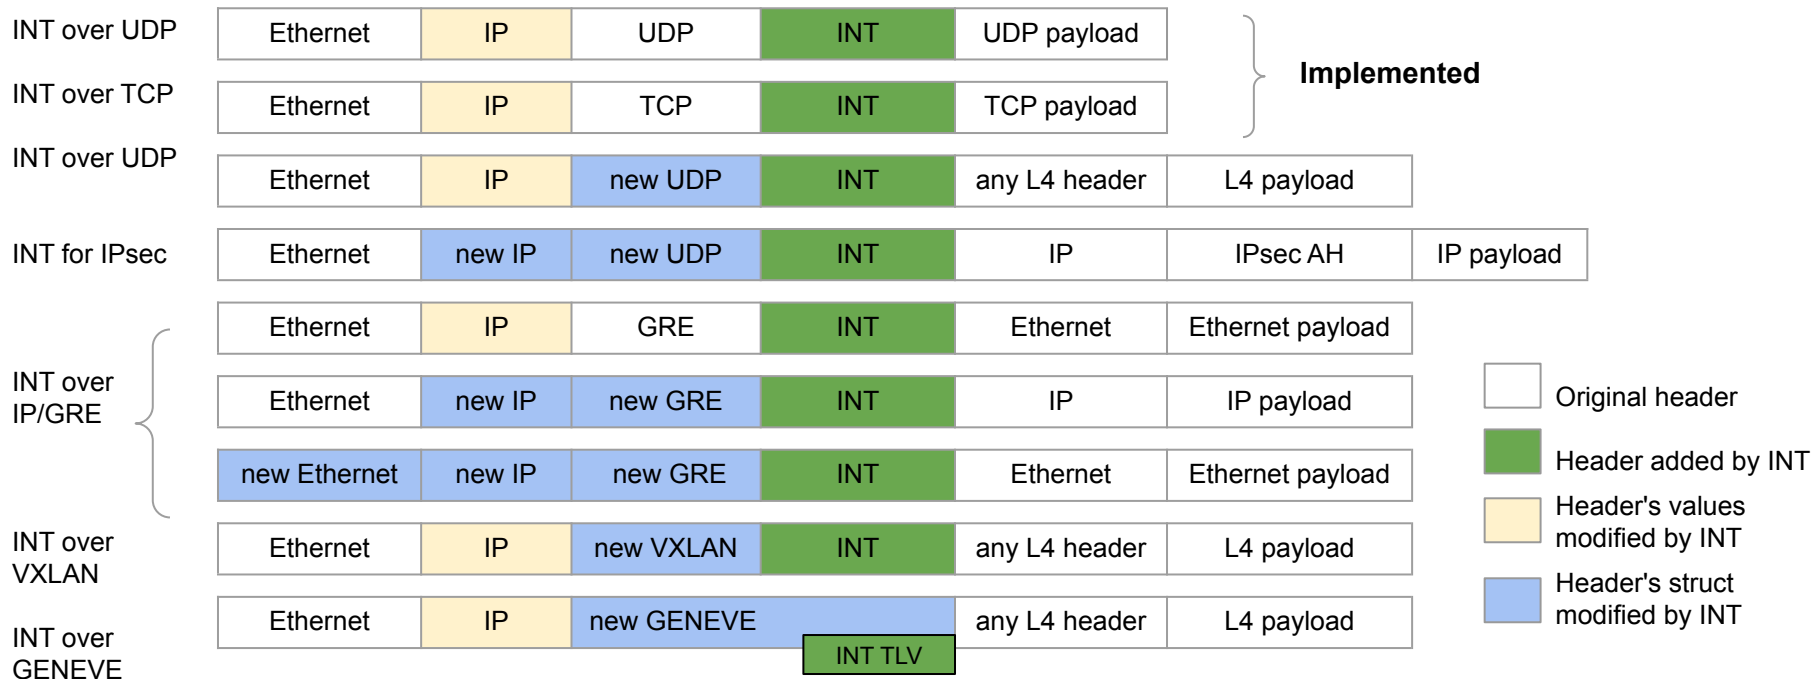 INT over UDP Ethernet IP UDP INT UDP payload
Implemented
INT over TCP Ethernet IP TCP INT TCP payload
INT over UDP Ethernet IP new UDP INT any L4 header L4 payload
INT for IPsec Ethernet new IP new UDP INT IP IPsec AH IP payload
INT over
IP/GRE
Ethernet IP GRE INT Ethernet Ethernet payload
Ethernet new IP new GRE INT IP IP payload
new Ethernet new IP new GRE INT Ethernet Ethernet payload
INT over
VXLAN
Ethernet IP new VXLAN INT any L4 header L4 payload
INT over
GENEVE
Ethernet IP new GENEVE any L4 header L4 payload
INT TLV
Original header
Header added by INT
Header's values
modified by INT
Header's struct
modified by INT